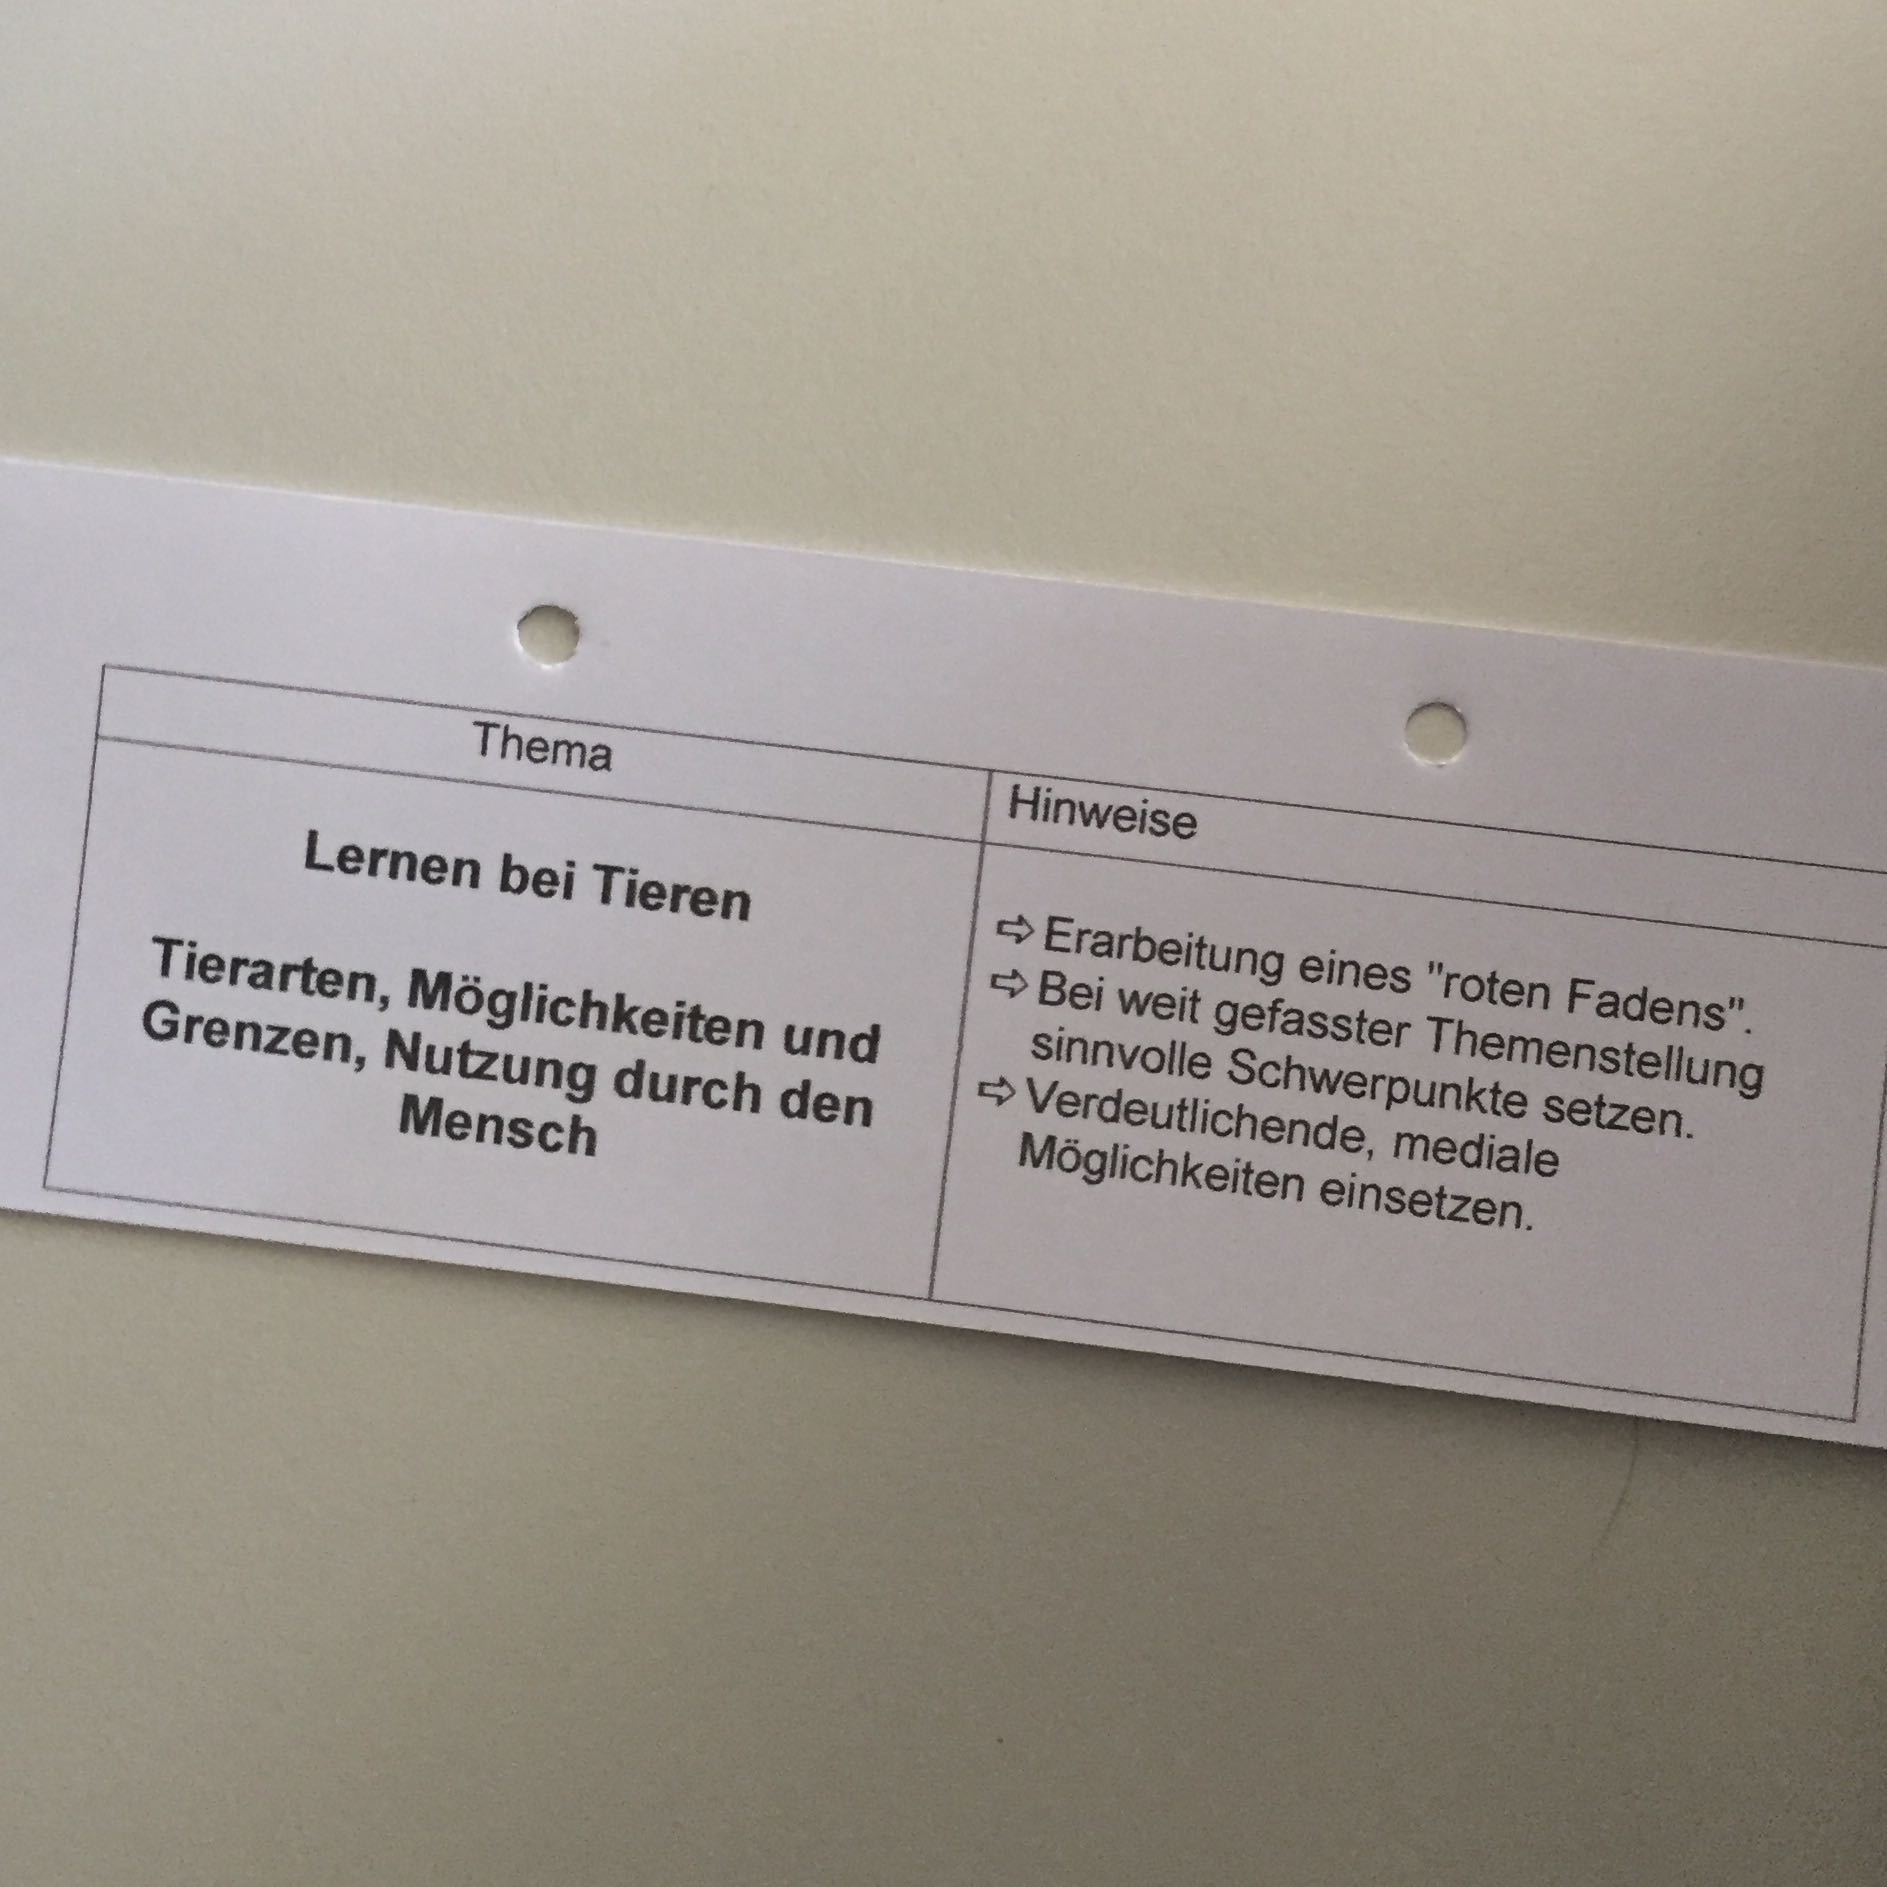 Thema
Lernen bei Tieren
Tierarten, Möglichkeiten und
Grenzen, Nutzung durch den
Mensch
Hinweise
⇨ Erarbeitung eines "roten Fadens".
⇨ Bei weit gefasster Themenstellung
sinnvolle Schwerpunkte setzen.
⇨ Verdeutlichende, mediale
Möglichkeiten einsetzen.